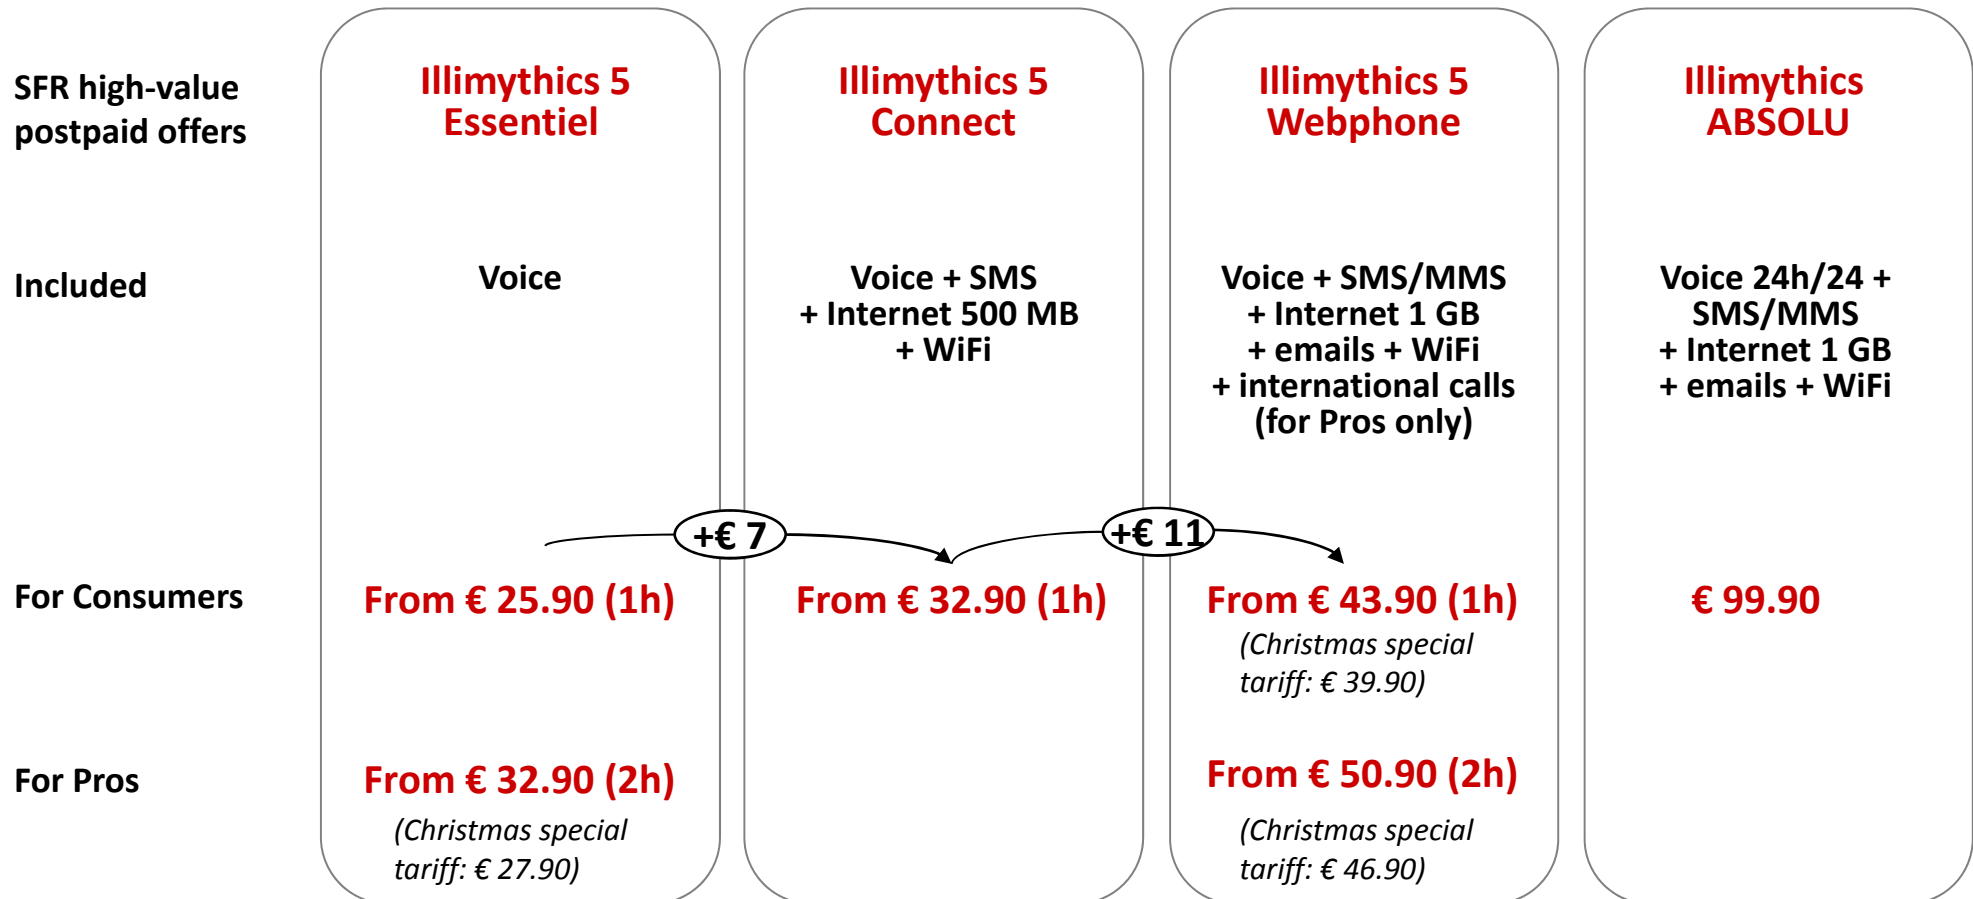 SFR high-value
postpaid offers
Illimythics 5
Essentiel
Illimythics 5
Connect
Illimythics 5
Webphone
Illimythics
ABSOLU
Included
Voice
Voice + SMS
+ Internet 500 MB
+ WiFi
Voice + SMS/MMS
+ Internet 1 GB
+ emails + WiFi
+ international calls
(for Pros only)
Voice 24h/24 +
SMS/MMS
+ Internet 1 GB
+ emails + WiFi
+€ 7
+€ 11
For Consumers
From € 25.90 (1h)
From € 32.90 (1h)
From € 43.90 (1h)
(Christmas special
tariff: € 39.90)
€ 99.90
For Pros
From € 32.90 (2h)
(Christmas special
tariff: € 27.90)
From € 50.90 (2h)
(Christmas special
tariff: € 46.90)